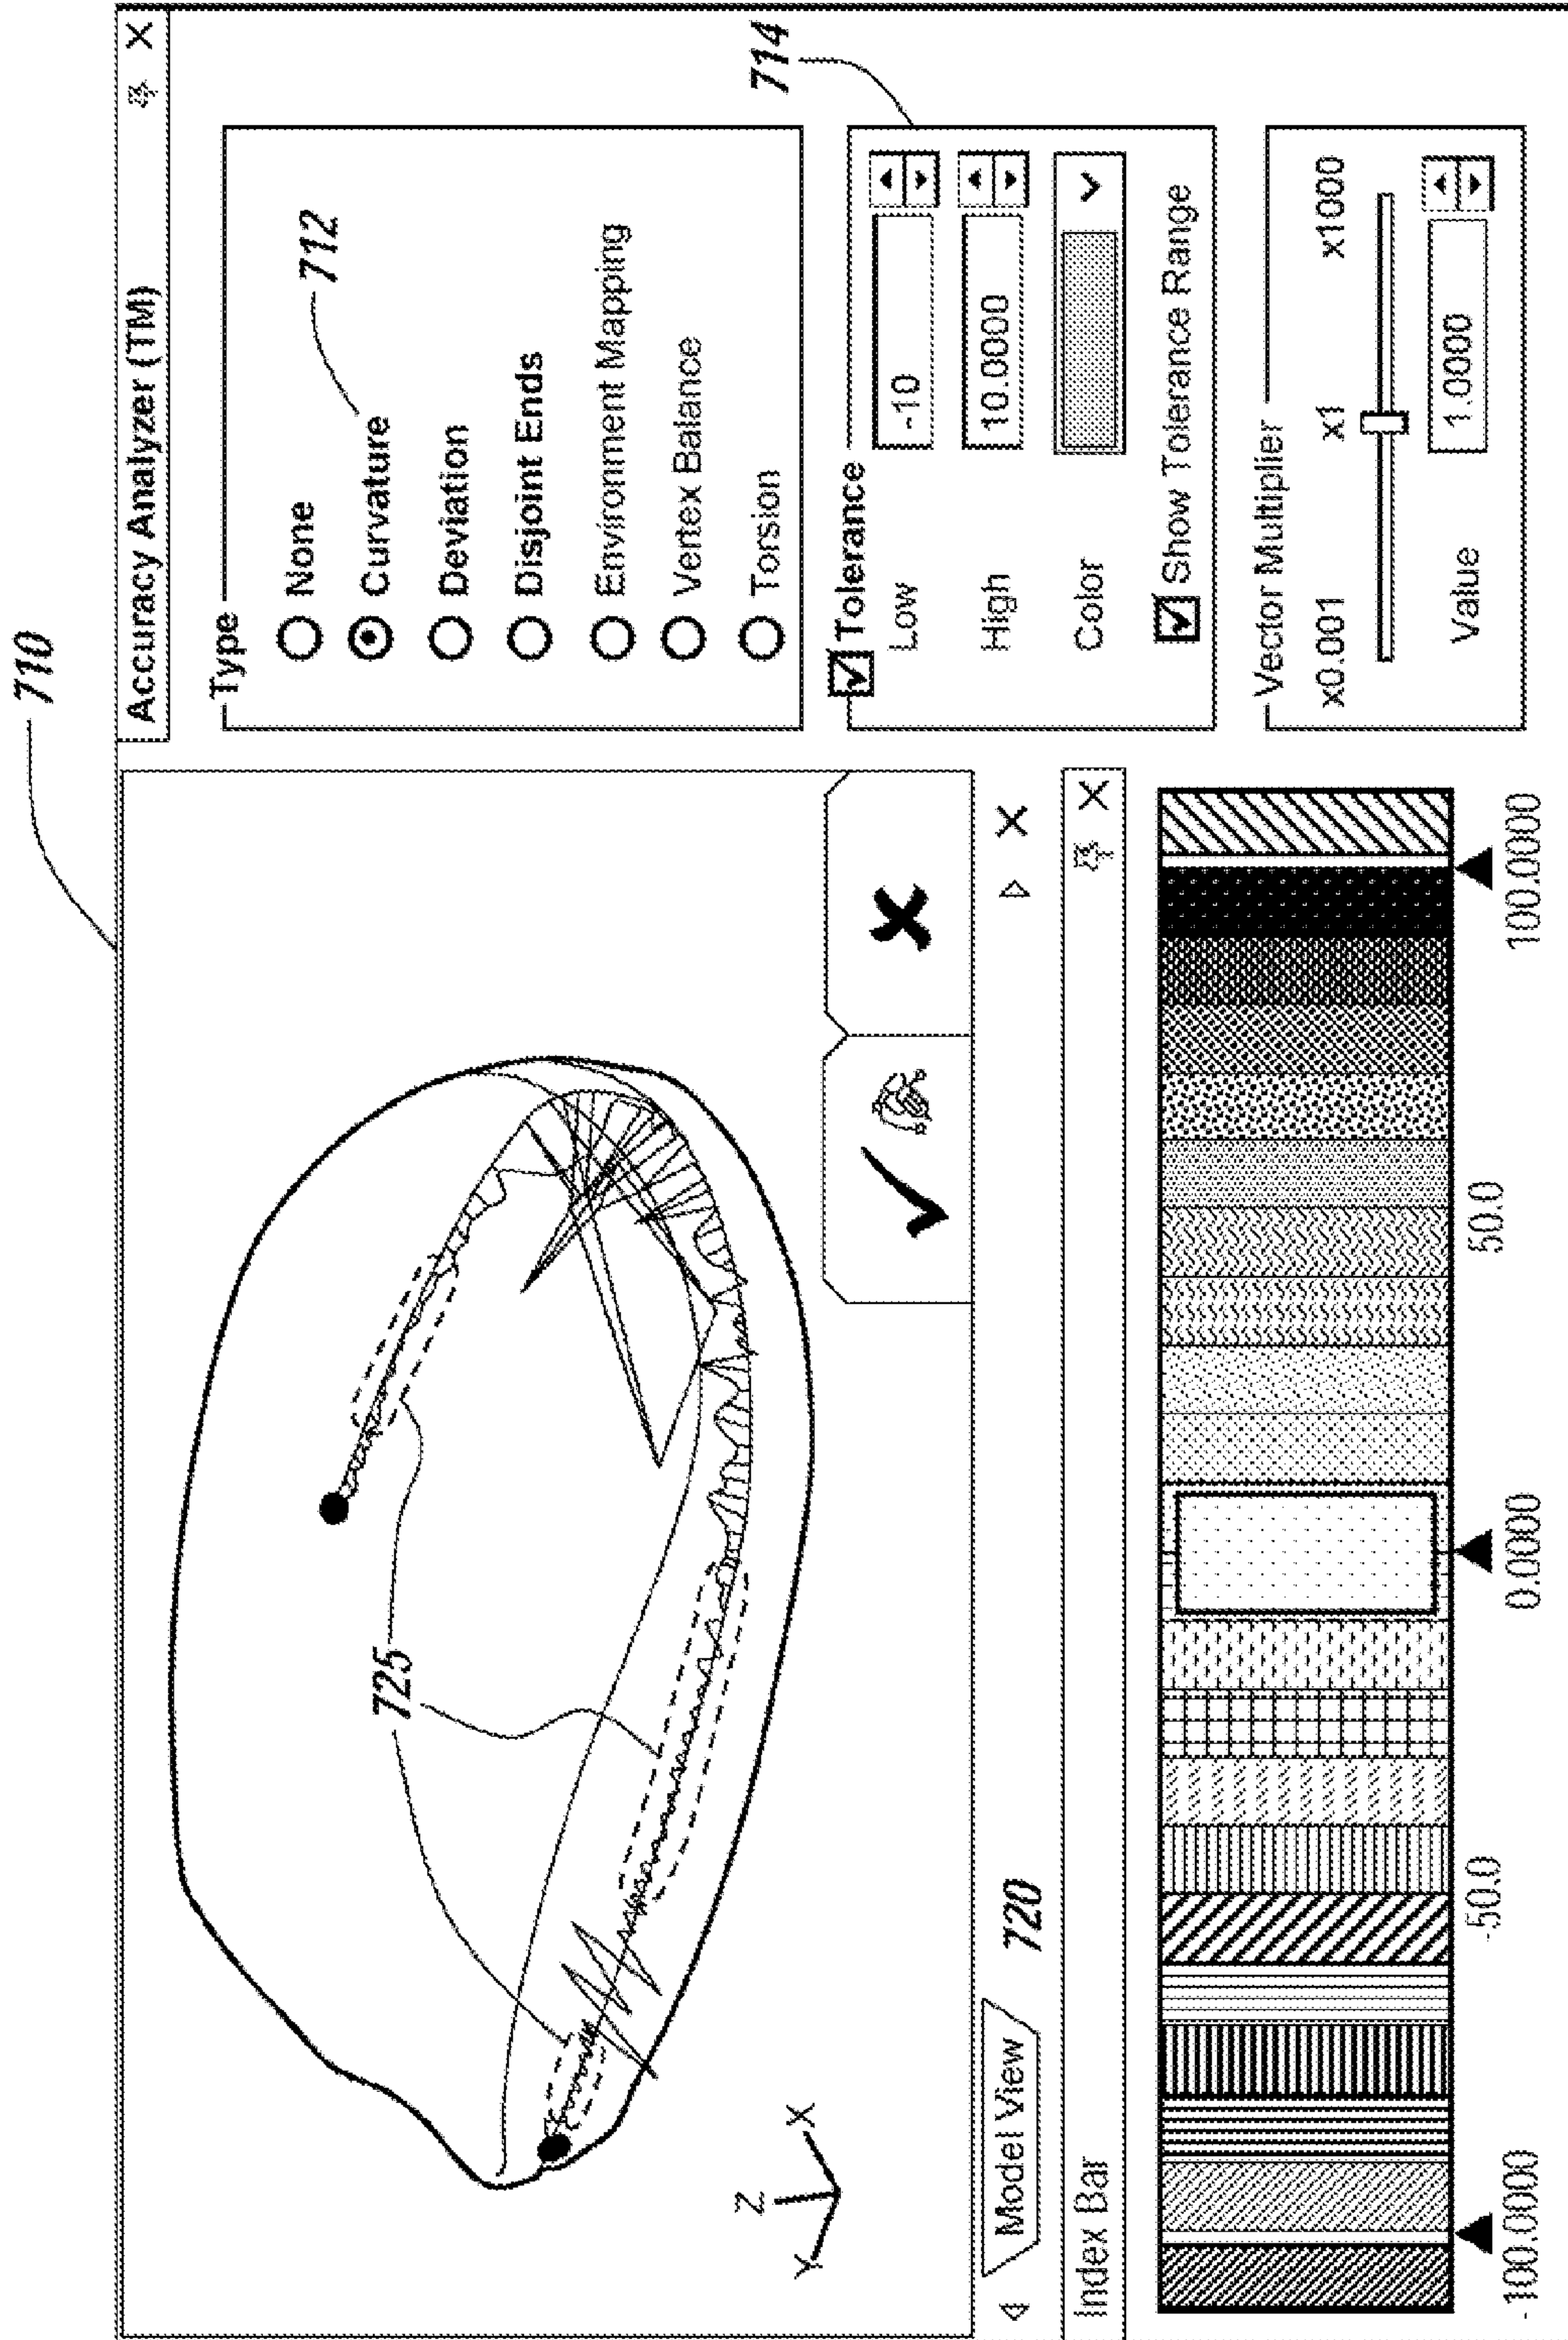 710
Accuracy Analyzer (TM)
Type
None
Curvature
712
Deviation
Disjoint Ends
Environment Mapping
Vertex Balance
Torsion
714
Tolerance
Low -10
High 10.0000
Color
Show Tolerance Range
Vector Multiplier
x0.001 x1 x1000
Value 1.0000
725
Z
Y X
Model View
720
Index Bar
-100.0000 -50.0 0.0000 50.0 100.0000